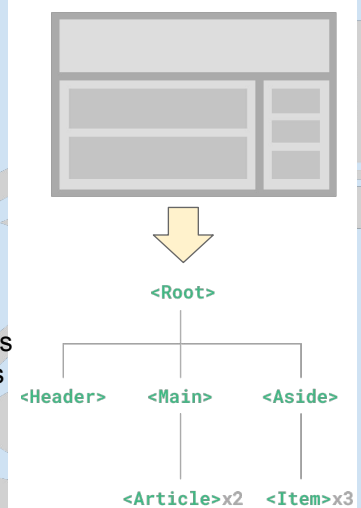 <Root>
s
s
<Header> <Main> <Aside>
<Article>x2 <Item>x3